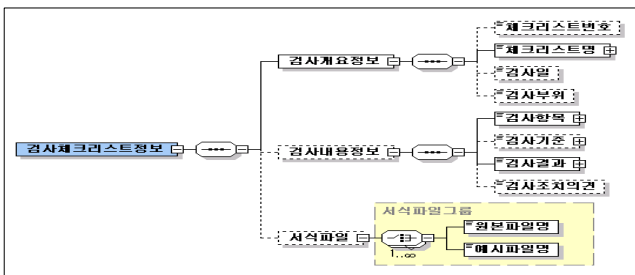 체크리스트번호
검사개요정보
체크리스트명
검사일
검사부위
검사체크리스트정보
검사내용정보
검사항목
검사기준
검사결과
검사조치의견
서식파일
서식파일그룹
원본파일명
예시파일명
1..∞